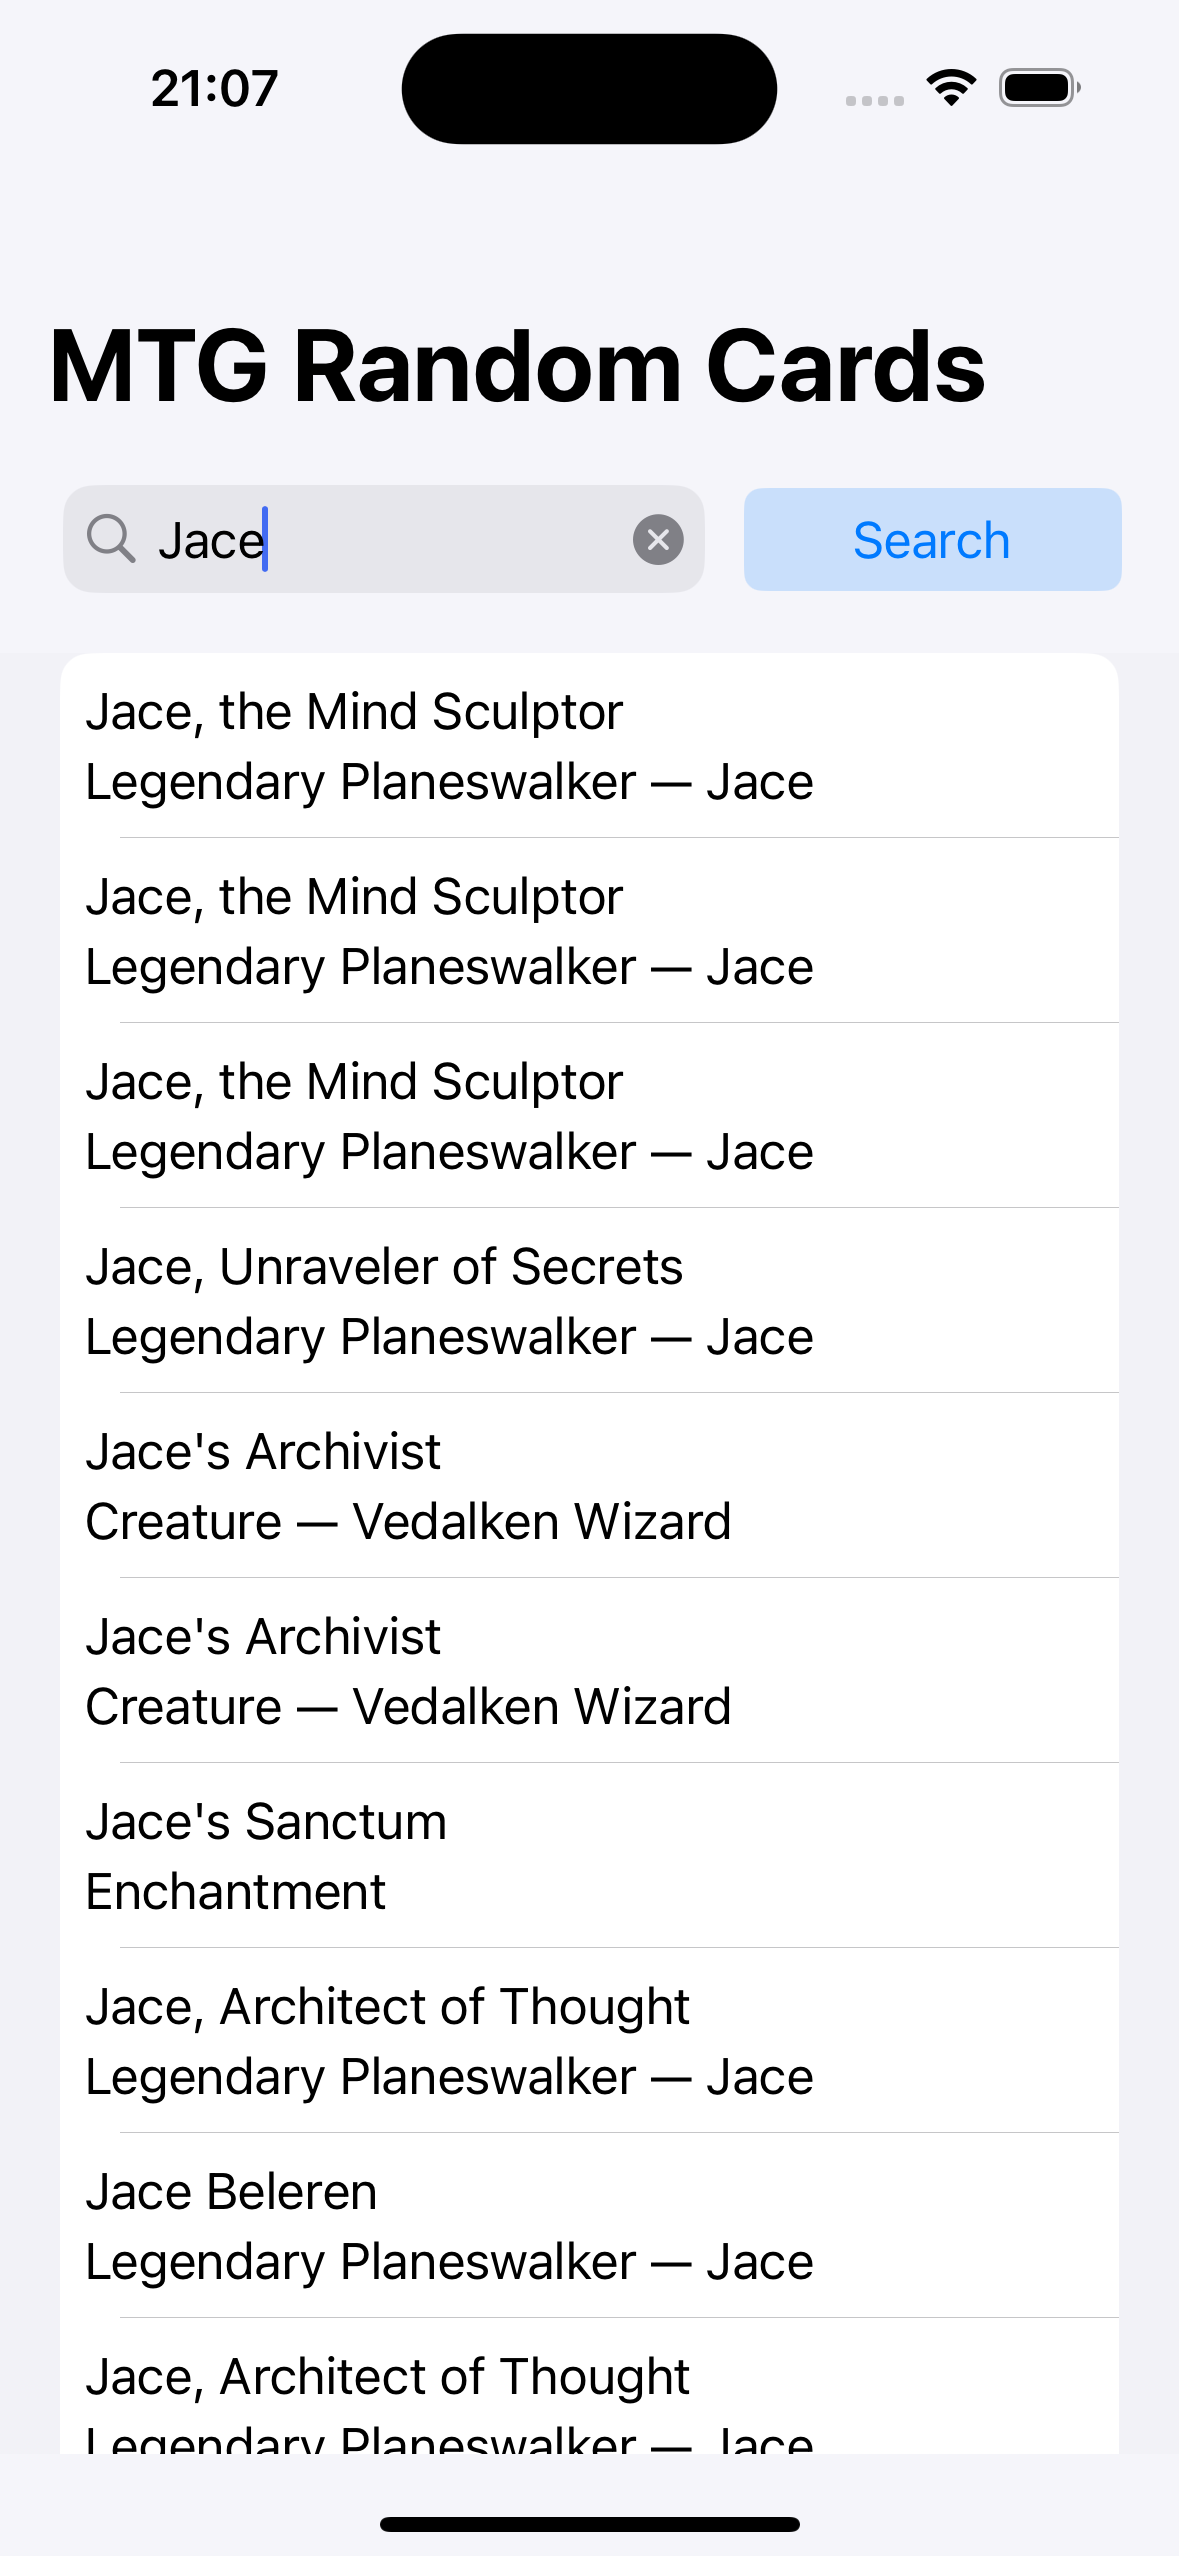 21:07
MTG Random Cards
Jace
Search
Jace, the Mind Sculptor
Legendary Planeswalker — Jace
Jace, the Mind Sculptor
Legendary Planeswalker — Jace
Jace, the Mind Sculptor
Legendary Planeswalker — Jace
Jace, Unraveler of Secrets
Legendary Planeswalker — Jace
Jace's Archivist
Creature — Vedalken Wizard
Jace's Archivist
Creature — Vedalken Wizard
Jace's Sanctum
Enchantment
Jace, Architect of Thought
Legendary Planeswalker — Jace
Jace Beleren
Legendary Planeswalker — Jace
Jace, Architect of Thought
Legendary Planeswalker — Jace